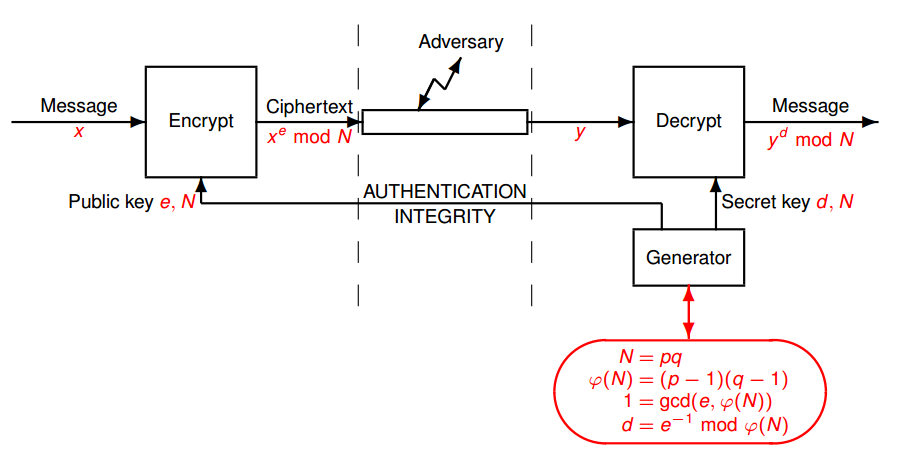 Adversary
Message
x
Encrypt
Ciphertext
x^e mod N
y
Decrypt
Message
y^d mod N
Public key e, N
AUTHENTICATION
INTEGRITY
Secret key d, N
Generator
N = pq
φ(N) = (p − 1)(q − 1)
1 = gcd(e, φ(N))
d = e^−1 mod φ(N)